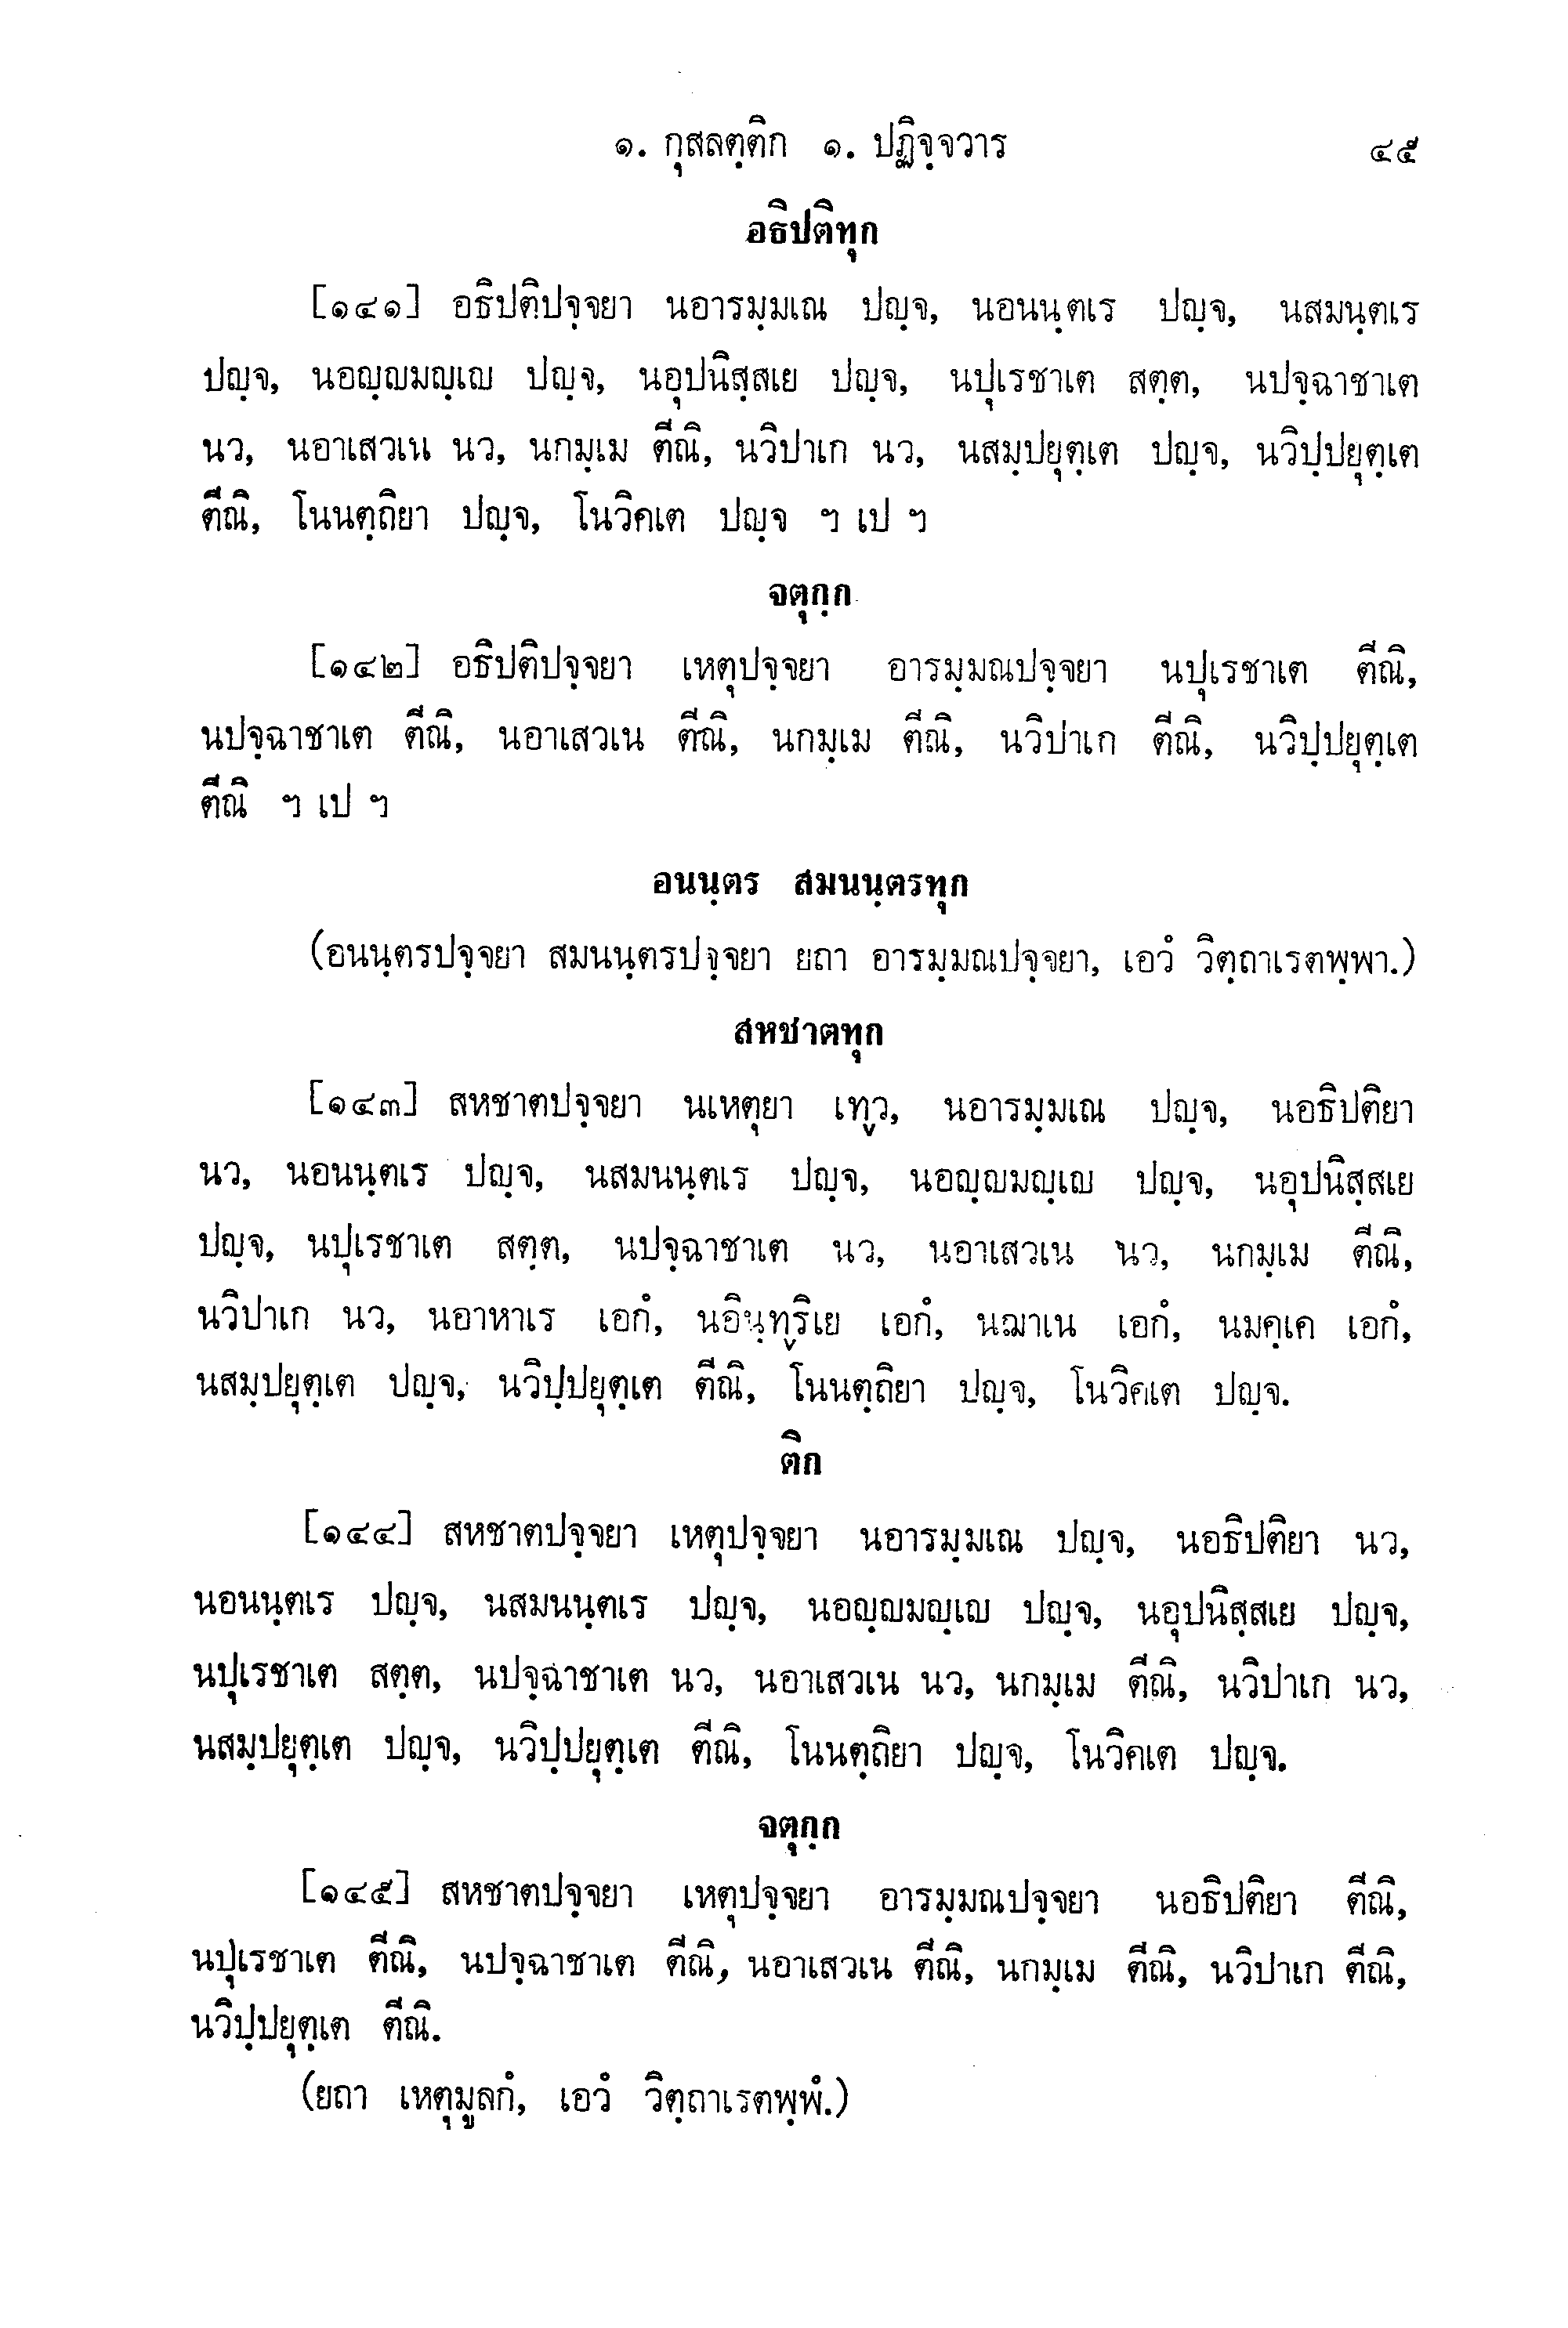 ๑. กุสลตฺติก ๑. ปฏิจฺจวาร ๔๕
อธิปติทุก
[๑๔๑] อธิปติปจฺจยา นอารมฺมเณ ปญฺจ, นอนนฺตเร ปญฺจ, นสมนฺตเร
ปญฺจ, นอญฺญมญฺเญ ปญฺจ, นอุปนิสฺสเย ปญฺจ, นปุเรชาเต สตฺต, นปจฺฉาชาเต
นว, นอาเสวเน นว, นกมฺเม ตีณิ, นวิปาเก นว, นสมฺปยุตฺเต ปญฺจ, นวิปฺปยุตฺเต
ตีณิ, โนนตฺถิยา ปญฺจ, โนวิคเต ปญฺจ ฯ เป ฯ
จตุกฺก
[๑๔๒] อธิปติปจฺจยา เหตุปจฺจยา อารมฺมณปจฺจยา นปุเรชาเต ตีณิ,
นปจฺฉาชาเต ตีณิ, นอาเสวเน ตีณิ, นกมฺเม ตีณิ, นวิปาเก ตีณิ, นวิปฺปยุตฺเต
ตีณิ ฯ เป ฯ
อนนฺตร สมนนฺตรทุก
(อนนฺตรปจฺจยา สมนนฺตรปจฺจยา ยถา อารมฺมณปจฺจยา, เอวํ วิตฺถาเรตพฺพา.)
สหชาตทุก
[๑๔๓] สหชาตปจฺจยา นเหตุยา เทฺว, นอารมฺมเณ ปญฺจ, นอธิปติยา
นว, นอนนฺตเร ปญฺจ, นสมนนฺตเร ปญฺจ, นอญฺญมญฺเญ ปญฺจ, นอุปนิสฺสเย
ปญฺจ, นปุเรชาเต สตฺต, นปจฺฉาชาเต นว, นอาเสวเน นว, นกมฺเม ตีณิ,
นวิปาเก นว, นอาหาเร เอกํ, นอินฺทฺริเย เอกํ, นฌาเน เอกํ, นมคฺเค เอกํ,
นสมฺปยุตฺเต ปญฺจ, นวิปฺปยุตฺเต ตีณิ, โนนตฺถิยา ปญฺจ, โนวิคเต ปญฺจ.
ติก
[๑๔๔] สหชาตปจฺจยา เหตุปจฺจยา นอารมฺมเณ ปญฺจ, นอธิปติยา นว,
นอนนฺตเร ปญฺจ, นสมนนฺตเร ปญฺจ, นอญฺญมญฺเญ ปญฺจ, นอุปนิสฺสเย ปญฺจ,
นปุเรชาเต สตฺต, นปจฺฉาชาเต นว, นอาเสวเน นว, นกมฺเม ตีณิ, นวิปาเก นว,
นสมฺปยุตฺเต ปญฺจ, นวิปฺปยุตฺเต ตีณิ, โนนตฺถิยา ปญฺจ, โนวิคเต ปญฺจ.
จตุกฺก
[๑๔๕] สหชาตปจฺจยา เหตุปจฺจยา อารมฺมณปจฺจยา นอธิปติยา ตีณิ,
นปุเรชาเต ตีณิ, นปจฺฉาชาเต ตีณิ, นอาเสวเน ตีณิ, นกมฺเม ตีณิ, นวิปาเก ตีณิ,
นวิปฺปยุตฺเต ตีณิ.
(ยถา เหตุมูลกํ, เอวํ วิตฺถาเรตพฺพํ.)